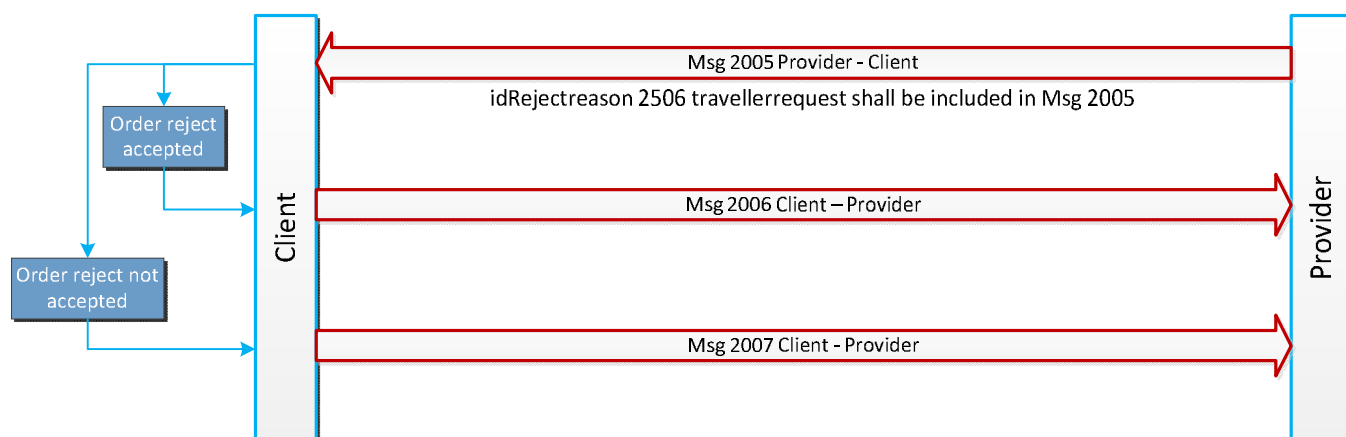 Msg 2005 Provider - Client
idRejectreason 2506 travellerrequest shall be included in Msg 2005
Order reject
accepted
Client
Provider
Msg 2006 Client – Provider
Order reject not
accepted
Msg 2007 Client - Provider